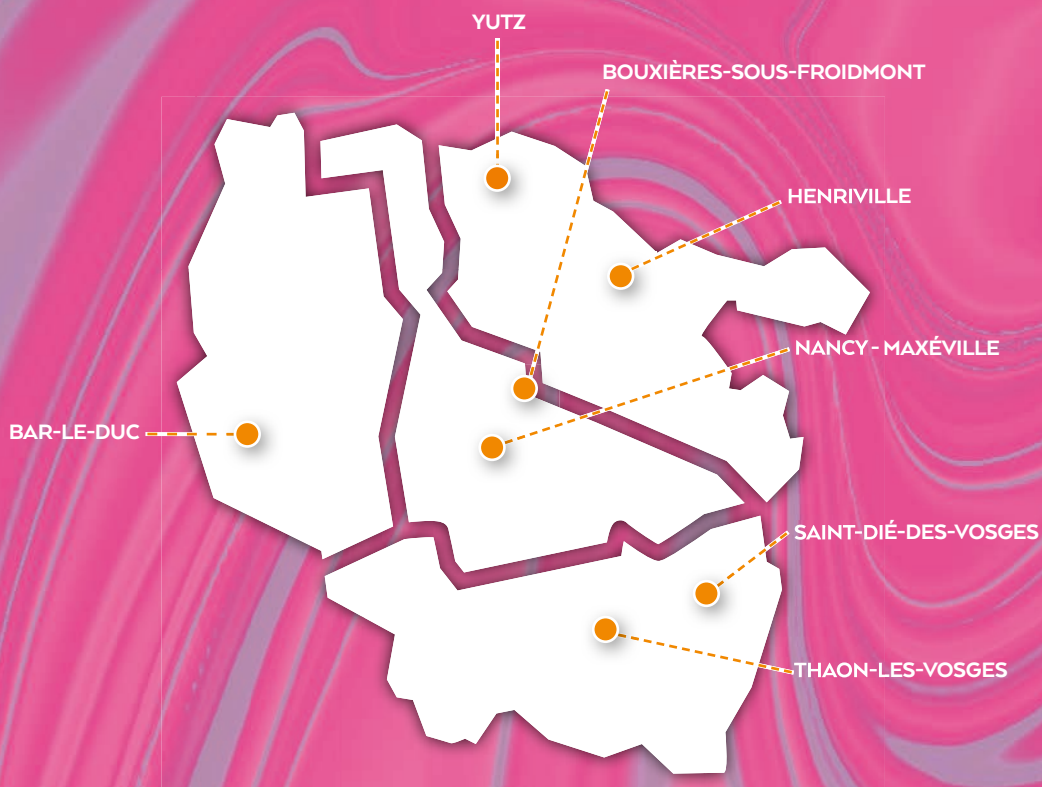 YUTZ
BOUXIÈRES-SOUS-FROIDMONT
HENRIVILLE
NANCY - MAXÉVILLE
BAR-LE-DUC
SAINT-DIÉ-DES-VOSGES
THAON-LES-VOSGES